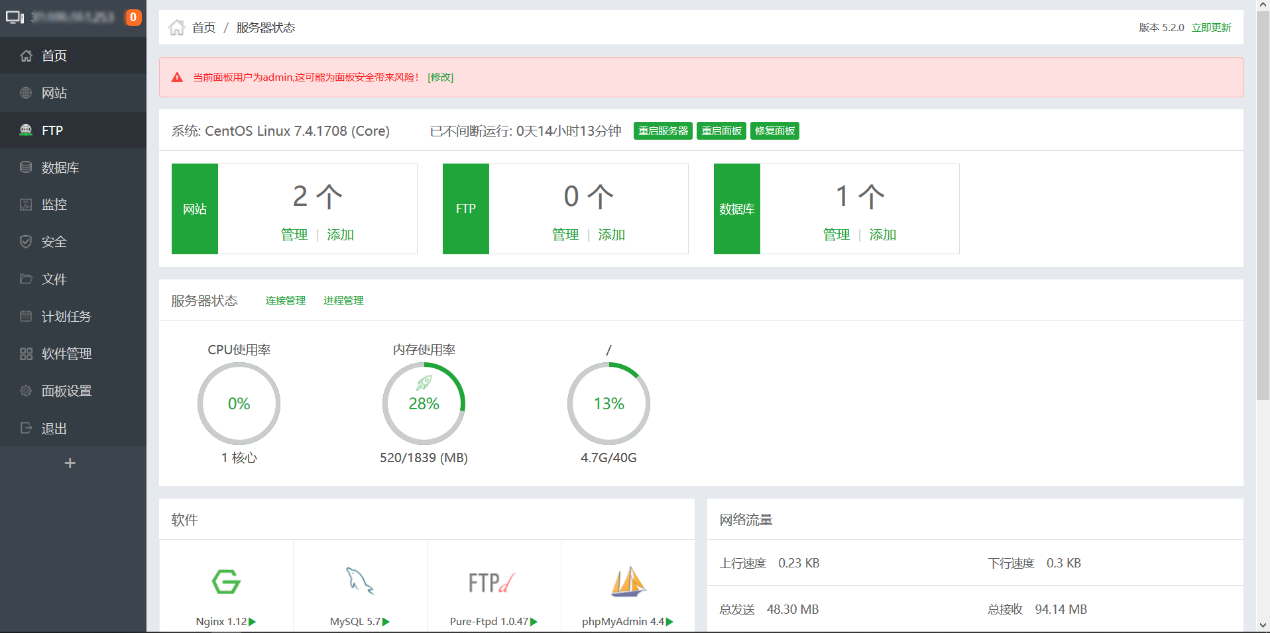 0
首页
网站
FTP
数据库
监控
安全
文件
计划任务
软件管理
面板设置
退出
+
首页 / 服务器状态
版本 5.2.0 立即更新
当前面板用户为admin,这可能为面板安全带来风险! [修改]
系统: CentOS Linux 7.4.1708 (Core) 已不间断运行: 0天14小时13分钟 重启服务器 重启面板 修复面板
网站 2 个 管理 | 添加
FTP 0 个 管理 | 添加
数据库 1 个 管理 | 添加
服务器状态 连接管理 进程管理
CPU使用率 内存使用率 /
0% 28% 13%
1 核心 520/1839 (MB) 4.7G/40G
软件
FTPd
Nginx 1.12 MySQL 5.7 Pure-Ftpd 1.0.47 phpMyAdmin 4.4
网络流量
上行速度 0.23 KB 下行速度 0.3 KB
总发送 48.30 MB 总接收 94.14 MB